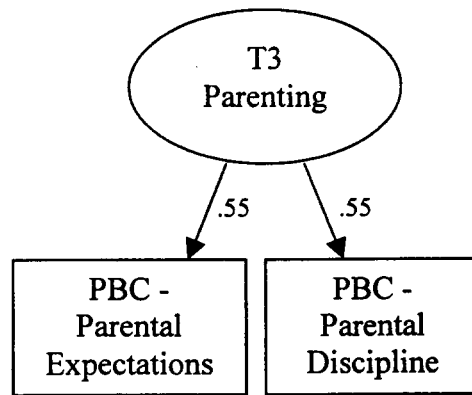 T3
Parenting
.55
.55
PBC -
Parental
Expectations
PBC -
Parental
Discipline